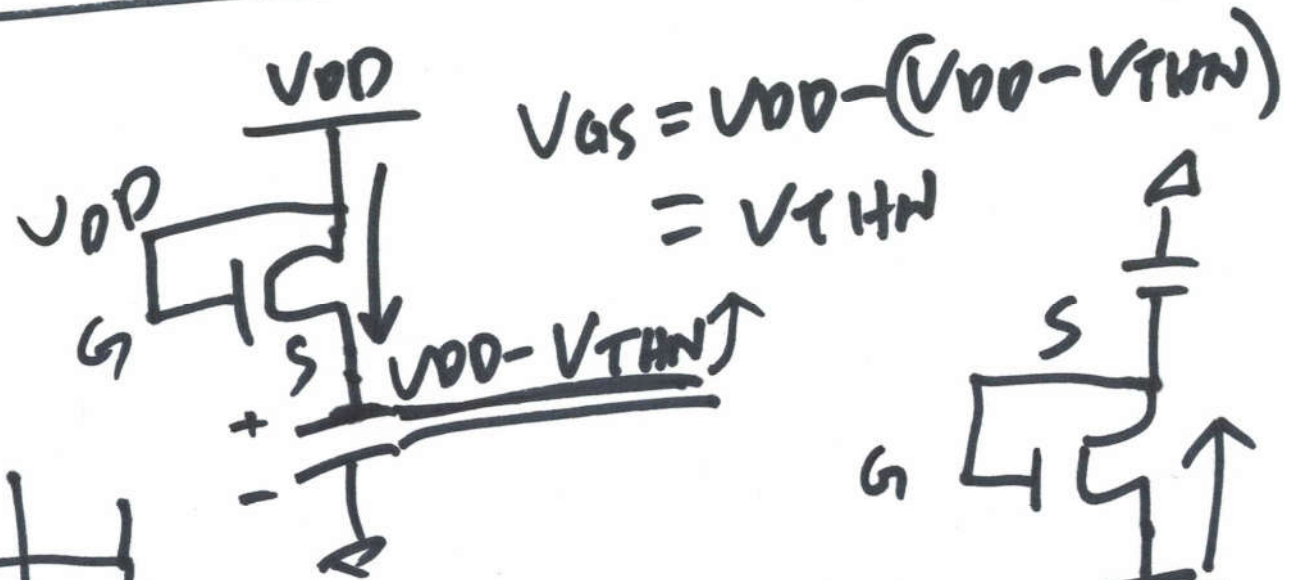 VDD
VGS = VDD-(VDD-VTHN)
= VTHN
VDD
G
S
VDD-VTHN↑
+
-
S
G